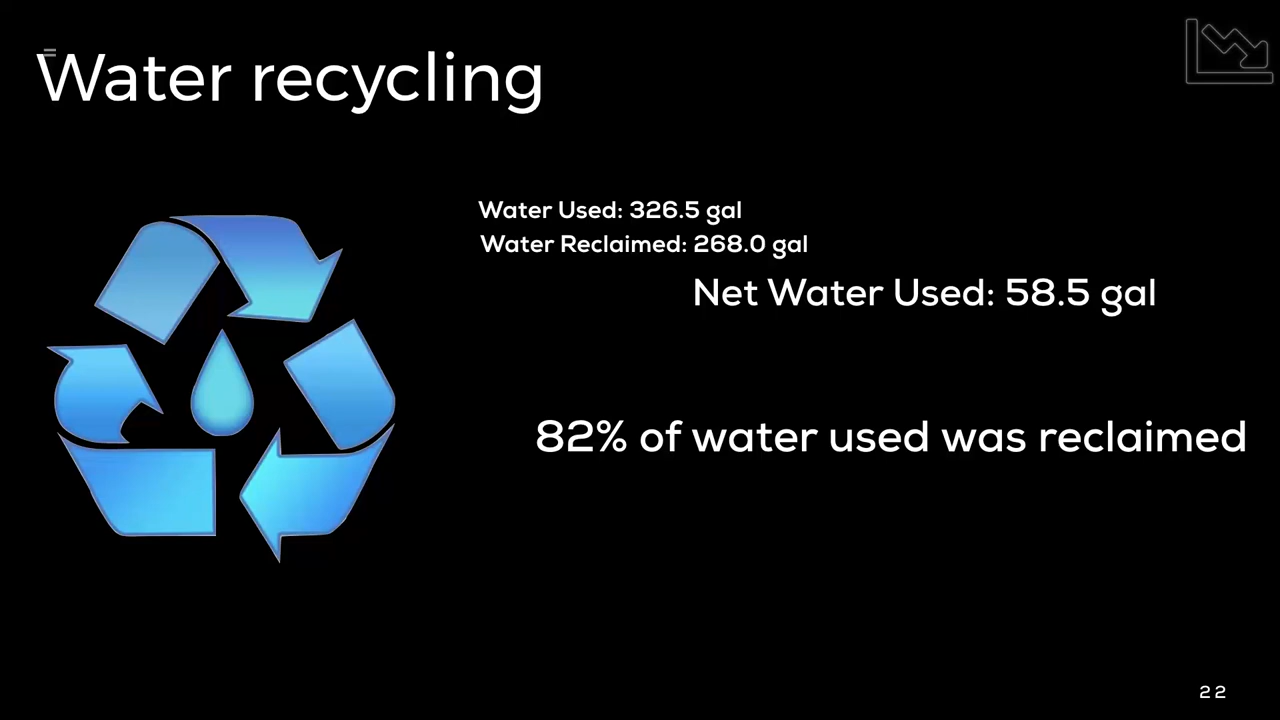 Water recycling
Water Used: 326.5 gal
Water Reclaimed: 268.0 gal
Net Water Used: 58.5 gal
82% of water used was reclaimed
22